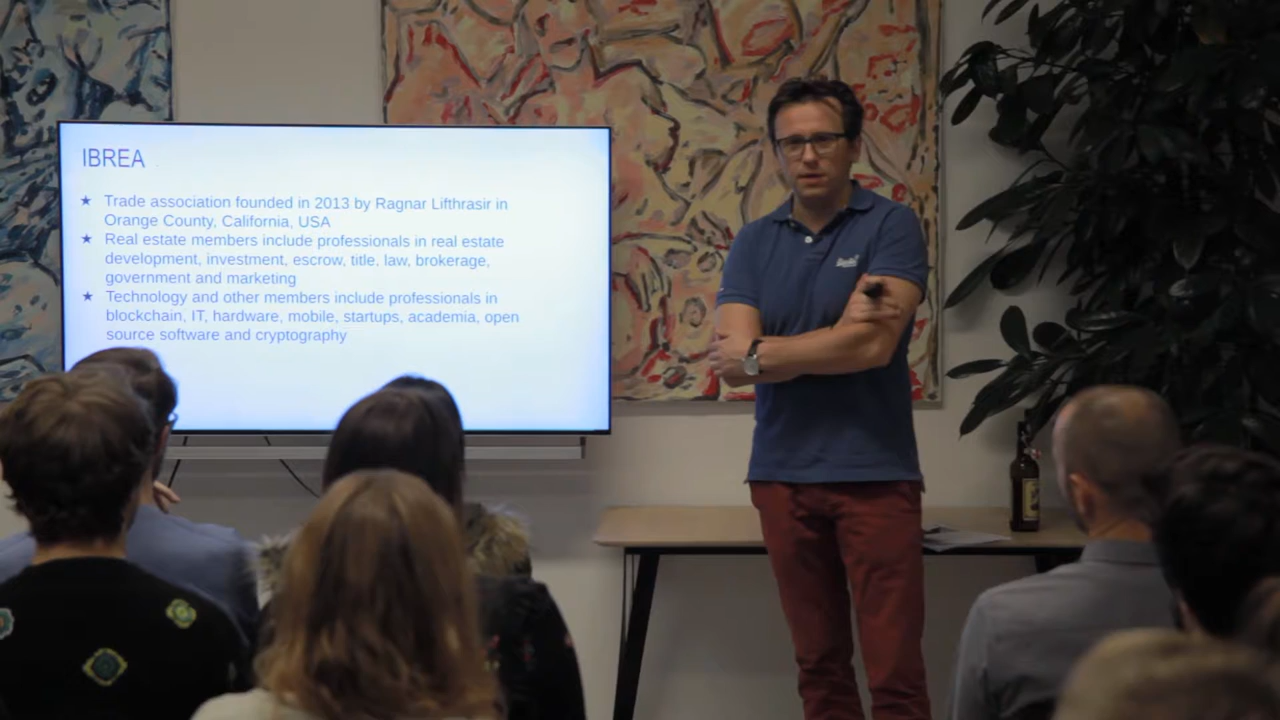 IBREA
★ Trade association founded in 2013 by Ragnar Lifthrasir in
Orange County, California, USA
★ Real estate members include professionals in real estate
development, investment, escrow, title, law, brokerage,
government and marketing
★ Technology and other members include professionals in
blockchain, IT, hardware, mobile, startups, academia, open
source software and cryptography